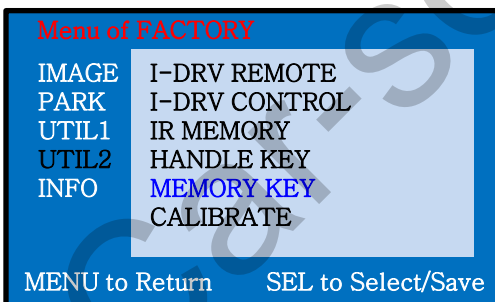 Menu of FACTORY
IMAGE
PARK
UTIL1
UTIL2
INFO
I-DRV REMOTE
I-DRV CONTROL
IR MEMORY
HANDLE KEY
MEMORY KEY
CALIBRATE
MENU to Return SEL to Select/Save